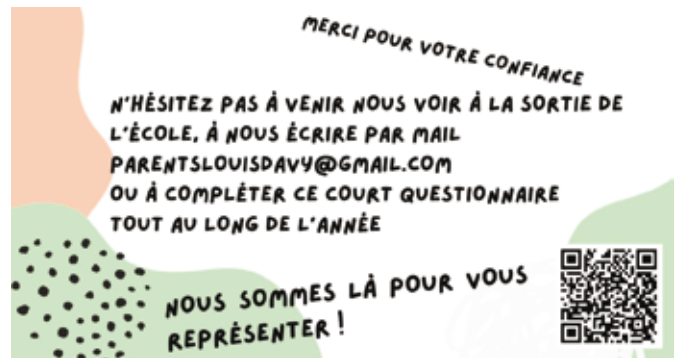 MERCI POUR VOTRE CONFIANCE
N'HÉSITEZ PAS À VENIR NOUS VOIR À LA SORTIE DE
L'ÉCOLE, À NOUS ÉCRIRE PAR MAIL
PARENTSLOUISDAVY@GMAIL.COM
OU À COMPLÉTER CE COURT QUESTIONNAIRE
TOUT AU LONG DE L'ANNÉE
NOUS SOMMES LÀ POUR VOUS
REPRÉSENTER !